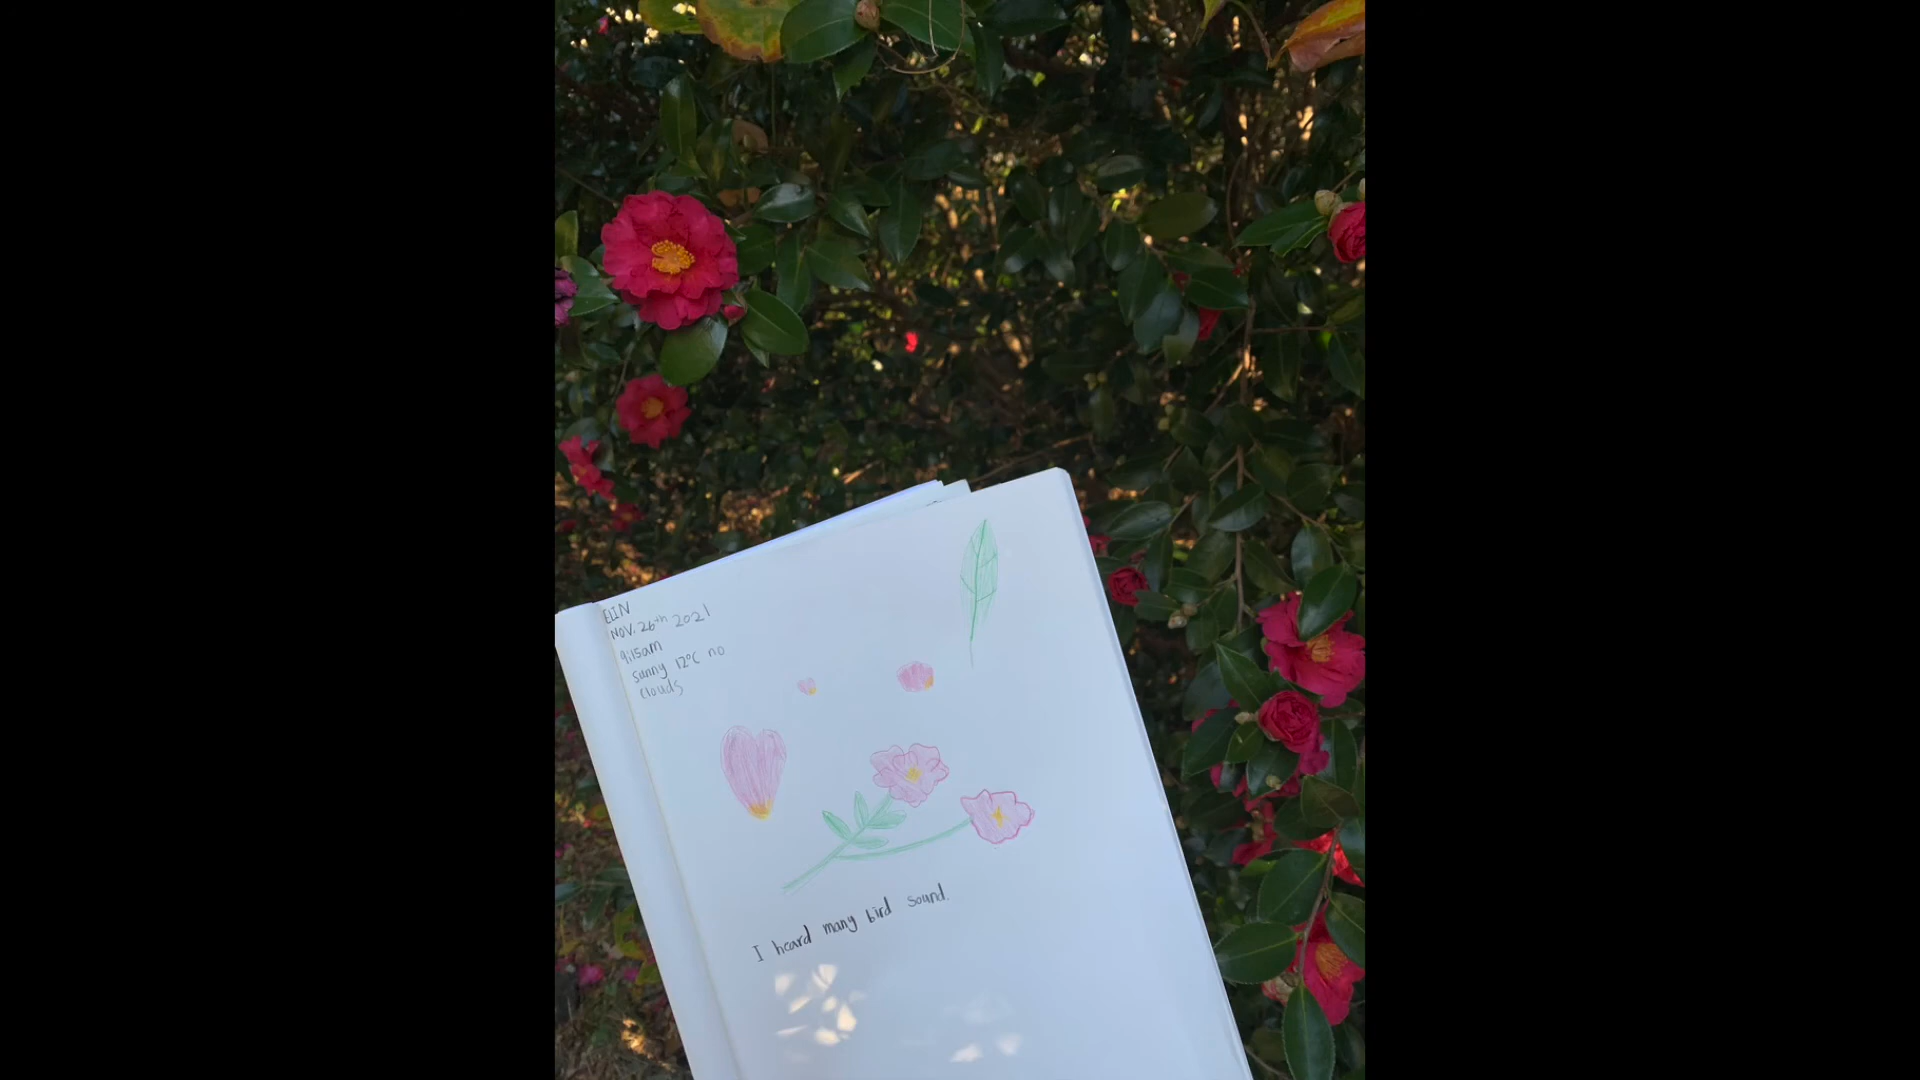 ELIN
NOV. 26th 2021
9:15am
sunny 12°C no
clouds
I heard many bird sound.